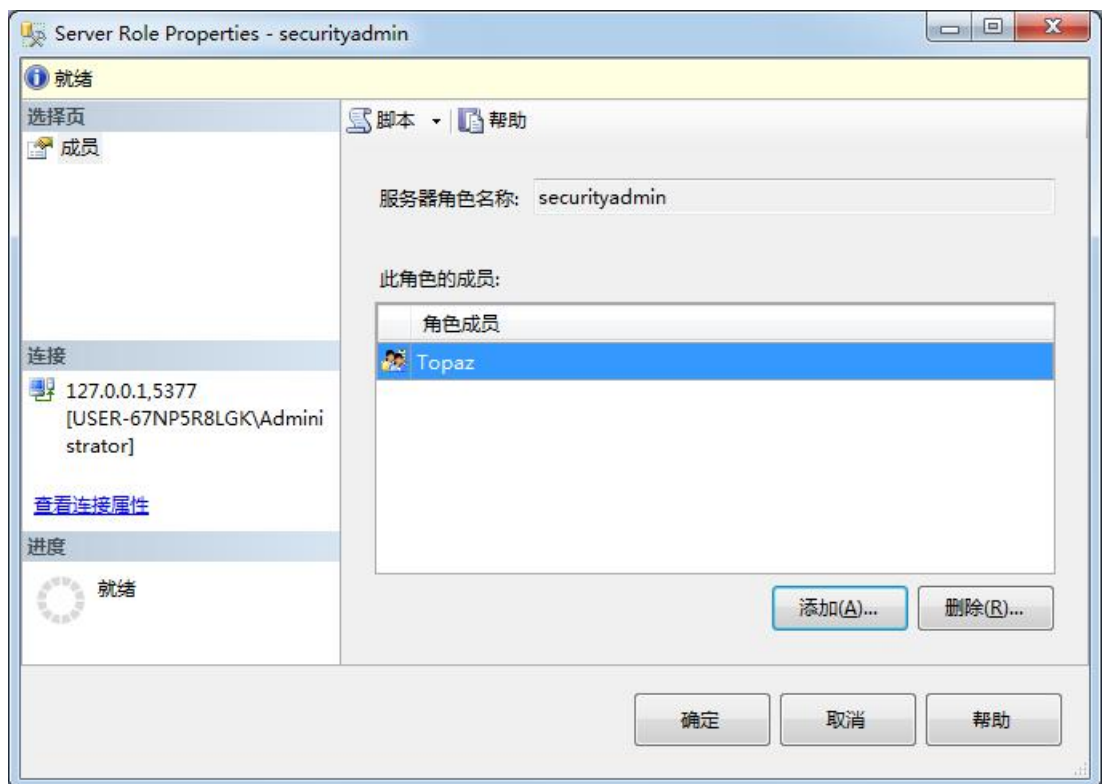 Server Role Properties - securityadmin
就绪
选择页
成员
脚本 帮助
服务器角色名称: securityadmin
此角色的成员:
角色成员
Topaz
连接
127.0.0.1,5377
[USER-67NP5R8LGK\Admini
strator]
查看连接属性
进度
就绪
添加(A)... 删除(R)...
确定 取消 帮助